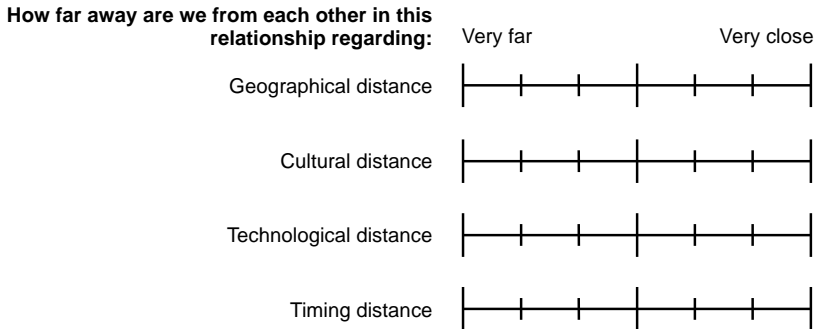 How far away are we from each other in this
relationship regarding:
Very far
Very close
Geographical distance
Cultural distance
Technological distance
Timing distance